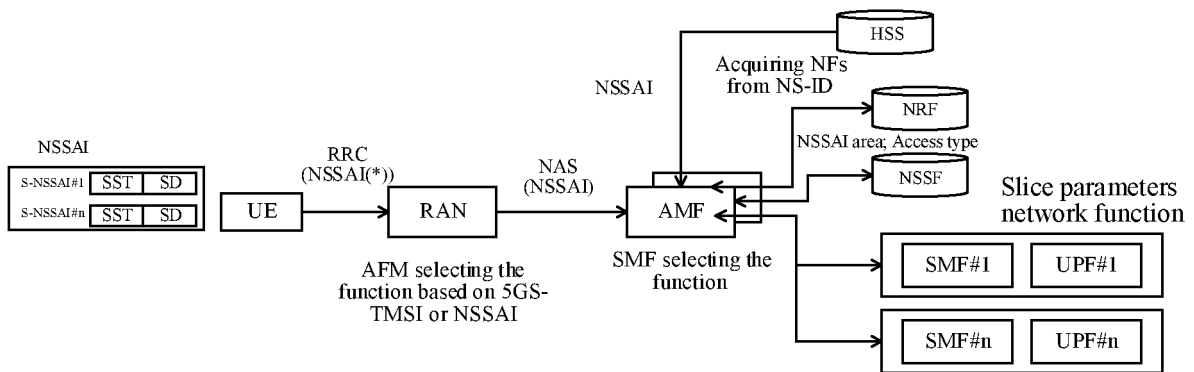 NSSAI
S-NSSAI#1 SST SD
S-NSSAI#n SST SD
UE
RRC
(NSSAI(*))
RAN
AFM selecting the
function based on 5GS-
TMSI or NSSAI
NAS
(NSSAI)
NSSAI
AMF
SMF selecting the
function
HSS
Acquiring NFs
from NS-ID
NRF
NSSAI area; Access type
NSSF
Slice parameters
network function
SMF#1 UPF#1
SMF#n UPF#n